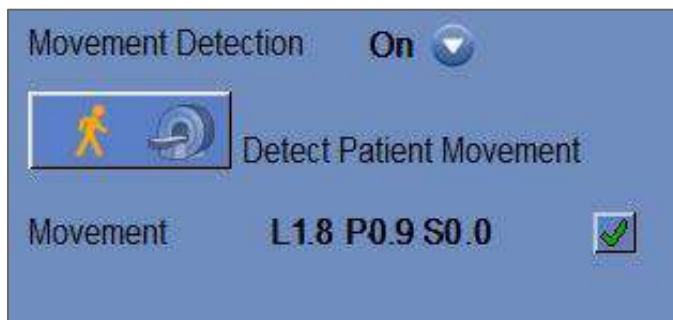 Movement Detection On
Detect Patient Movement
Movement L1.8 P0.9 S0.0